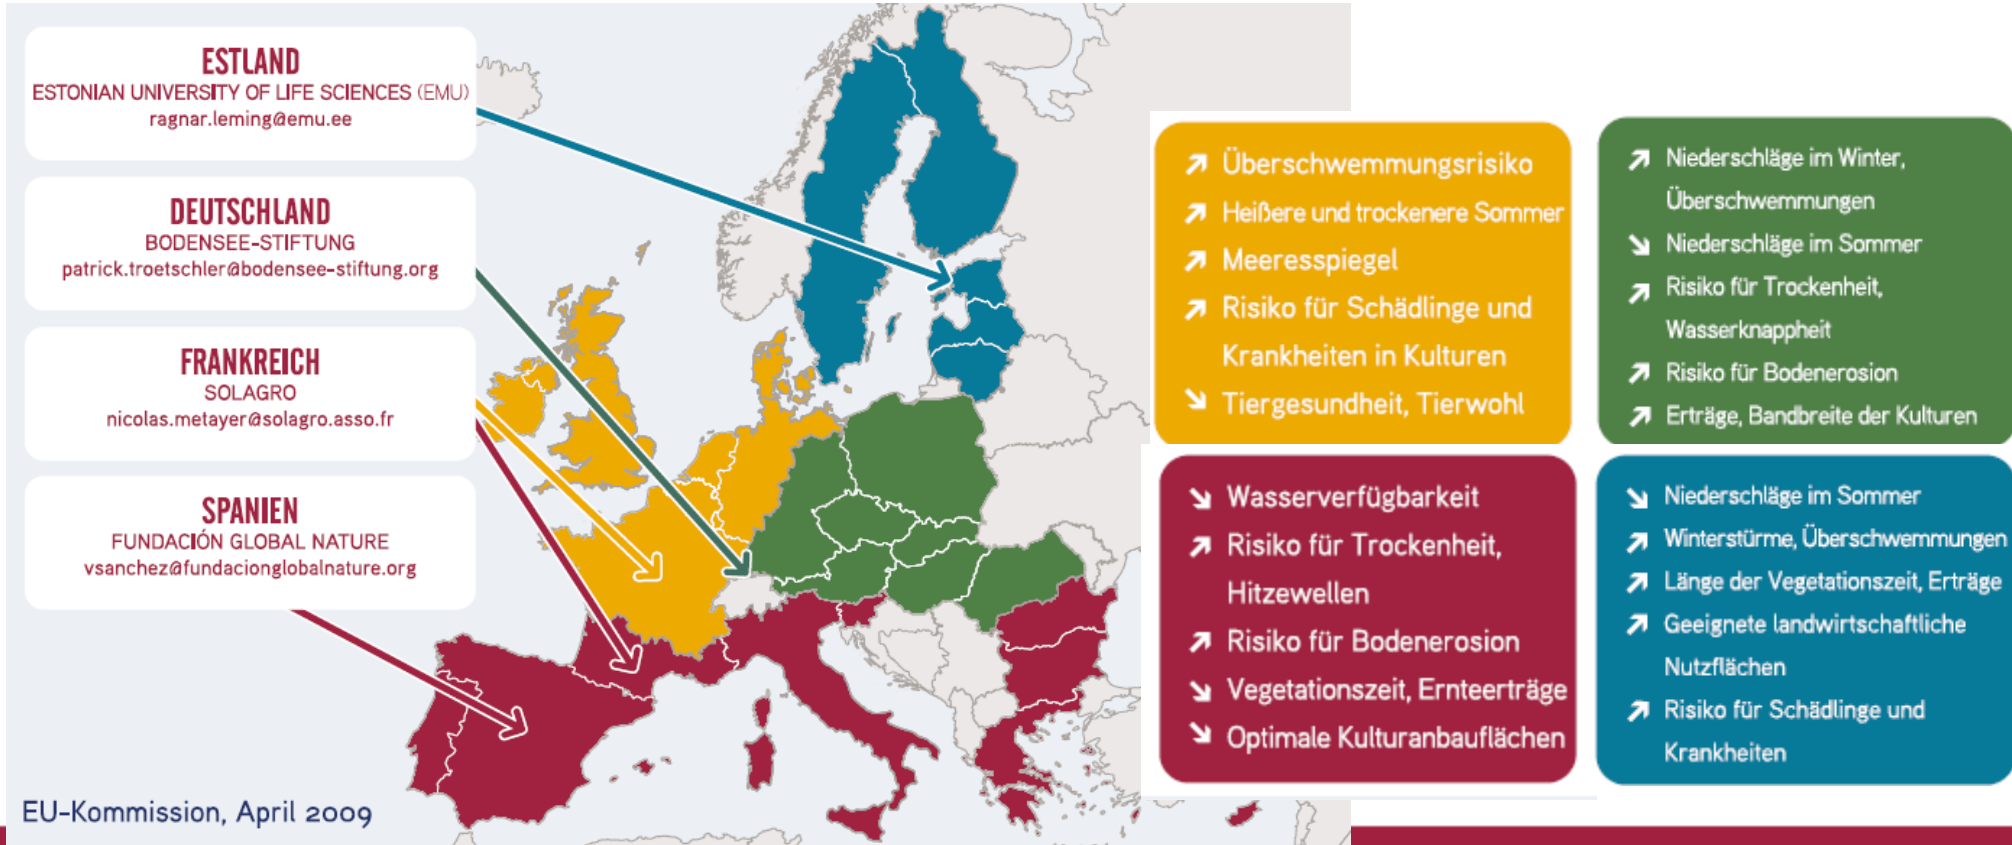 ESTLAND
ESTONIAN UNIVERSITY OF LIFE SCIENCES (EMU)
ragnar.leming@emu.ee
DEUTSCHLAND
BODENSEE-STIFTUNG
patrick.troetschler@bodensee-stiftung.org
FRANKREICH
SOLAGRO
nicolas.metayer@solagro.asso.fr
SPANIEN
FUNDACIÓN GLOBAL NATURE
vsanchez@fundacionglobalnature.org
EU-Kommission, April 2009
↗ Überschwemmungsrisiko
↗ Heißere und trockenere Sommer
↗ Meeresspiegel
↗ Risiko für Schädlinge und
Krankheiten in Kulturen
↘ Tiergesundheit, Tierwohl
↗ Niederschläge im Winter,
Überschwemmungen
↘ Niederschläge im Sommer
↗ Risiko für Trockenheit,
Wasserknappheit
↗ Risiko für Bodenerosion
↗ Erträge, Bandbreite der Kulturen
↘ Wasserverfügbarkeit
↗ Risiko für Trockenheit,
Hitzewellen
↗ Risiko für Bodenerosion
↘ Vegetationszeit, Ernteerträge
↘ Optimale Kulturanbauflächen
↘ Niederschläge im Sommer
↗ Winterstürme, Überschwemmungen
↗ Länge der Vegetationszeit, Erträge
↗ Geeignete landwirtschaftliche
Nutzflächen
↗ Risiko für Schädlinge und
Krankheiten